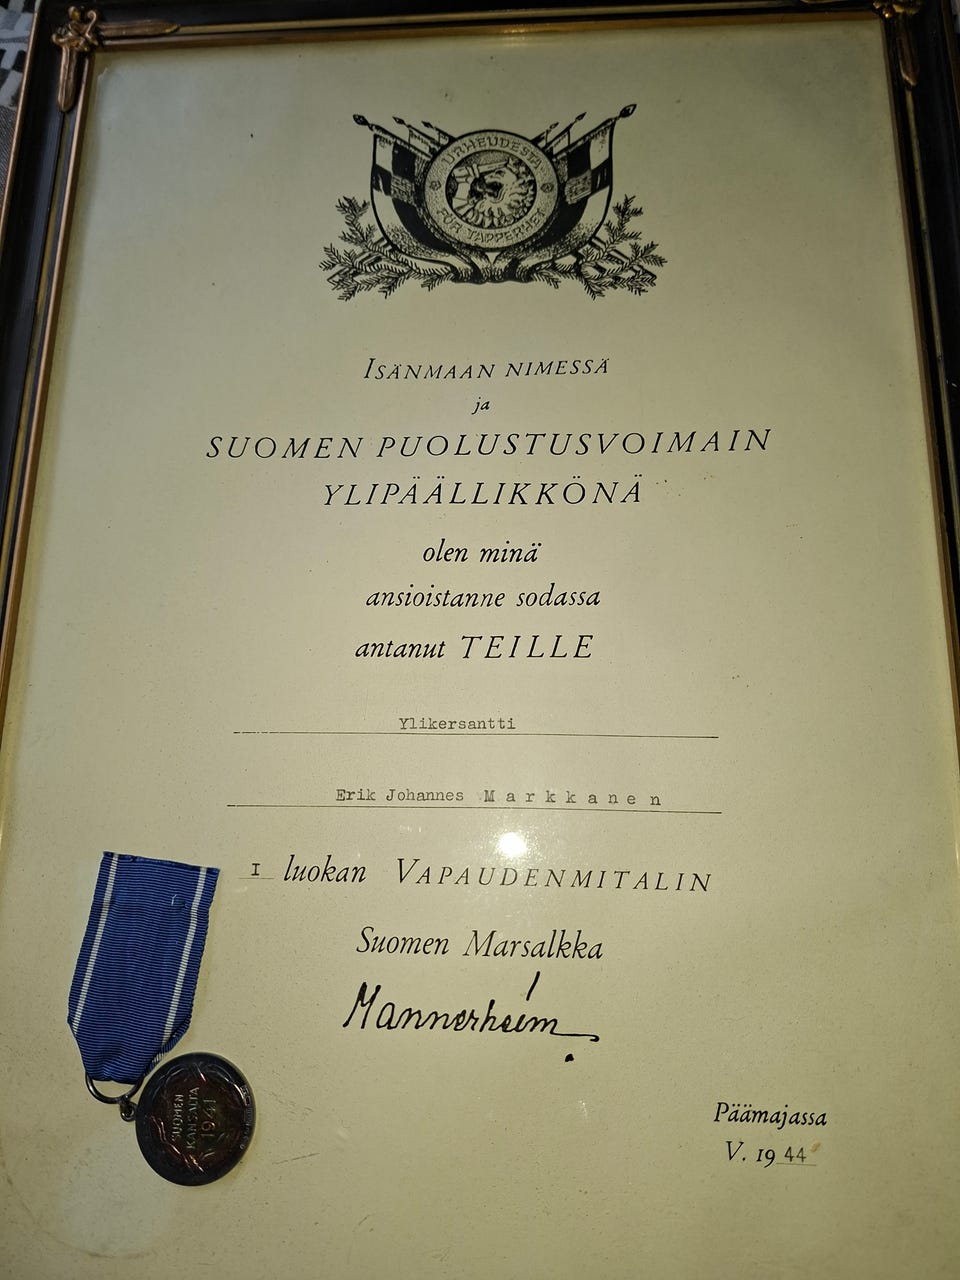 URHEUDESTA
FÖR TAPPERHET
ISÄNMAAN NIMESSÄ
ja
SUOMEN PUOLUSTUSVOIMAIN
YLIPÄÄLLIKKÖNÄ
olen minä
ansioistanne sodassa
antanut TEILLE
Ylikersantti
Erik Johannes Markkanen
I luokan VAPAUDENMITALIN
Suomen Marsalkka
Mannerheim
SUOMEN
KANSALTA
1941
Päämajassa
V. 1944